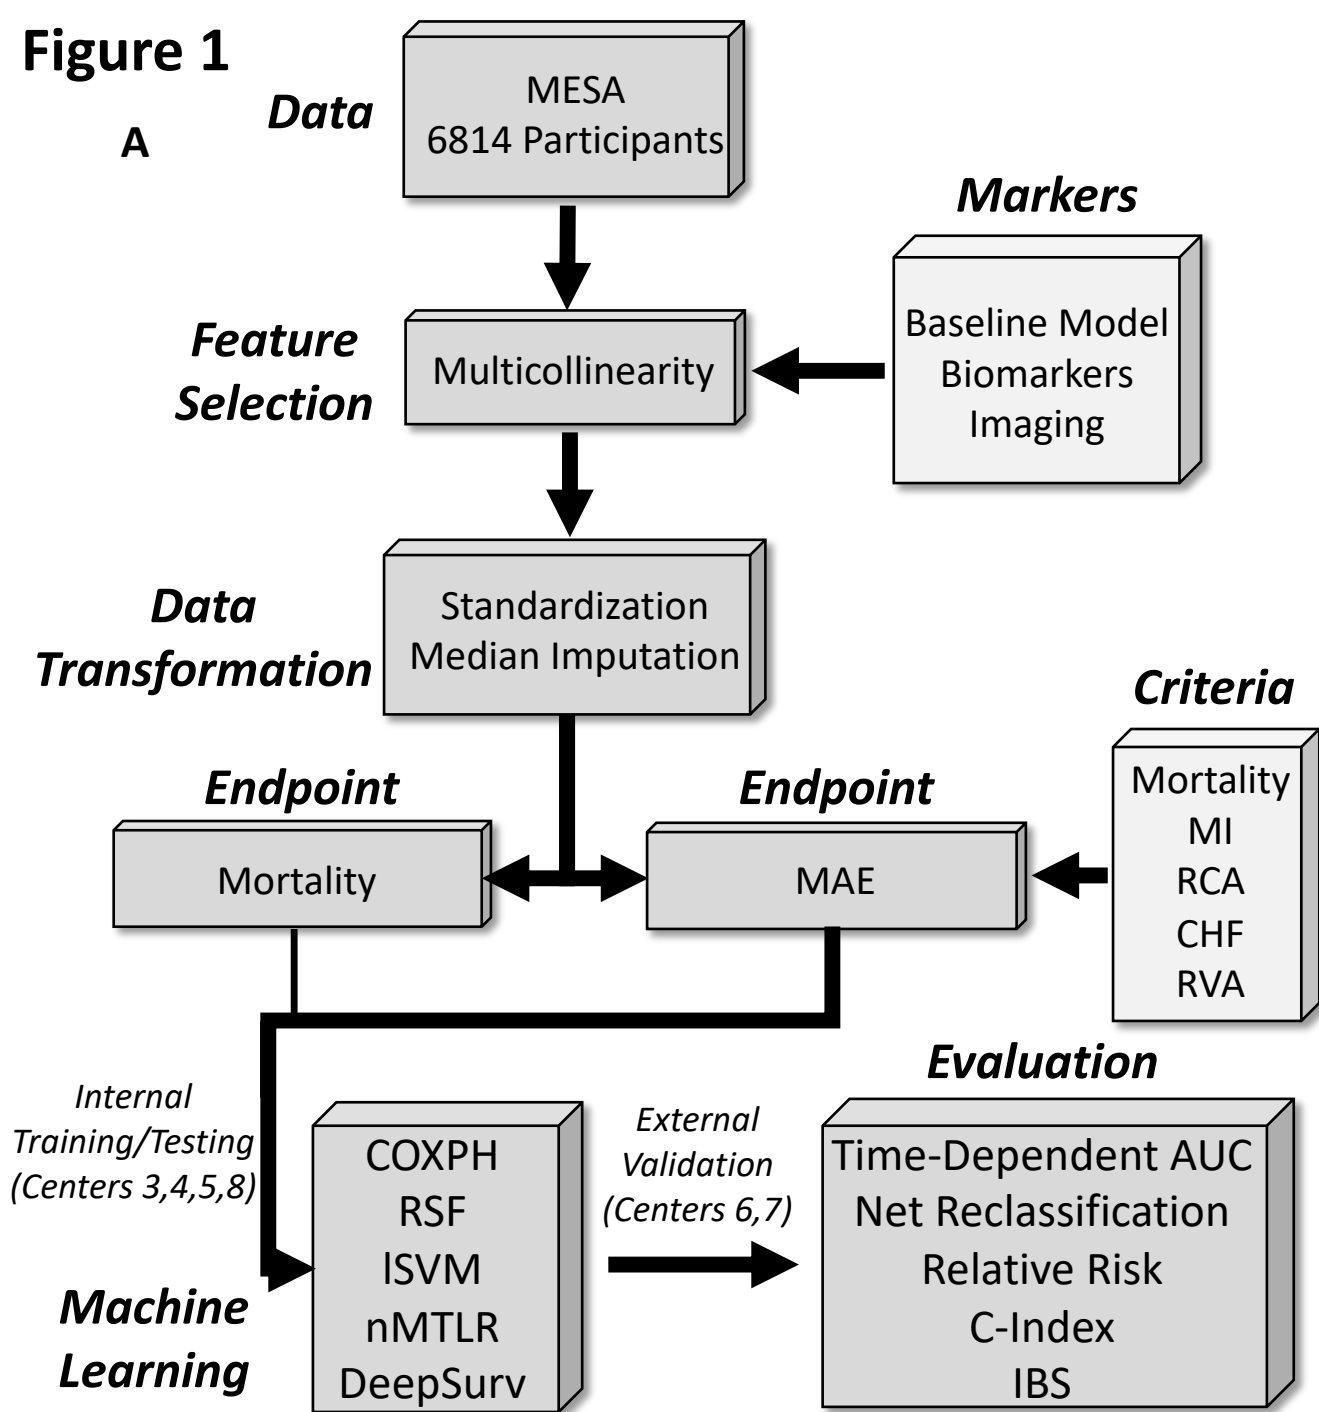 Figure 1
A
Data
MESA
6814 Participants
Markers
Baseline Model
Biomarkers
Imaging
Feature
Selection
Multicollinearity
Data
Transformation
Standardization
Median Imputation
Criteria
Mortality
MI
RCA
CHF
RVA
Endpoint
Mortality
Endpoint
MAE
Internal
Training/Testing
(Centers 3,4,5,8)
Machine
Learning
COXPH
RSF
lSVM
nMTLR
DeepSurv
External
Validation
(Centers 6,7)
Evaluation
Time-Dependent AUC
Net Reclassification
Relative Risk
C-Index
IBS